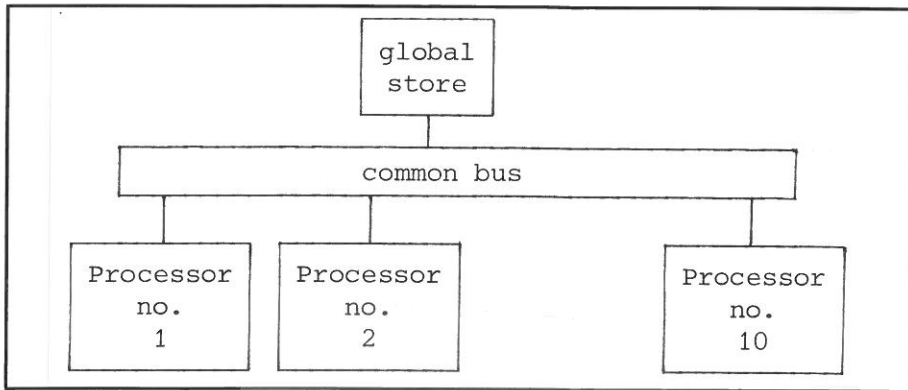 global
store
common bus
Processor
no.
1
Processor
no.
2
Processor
no.
10